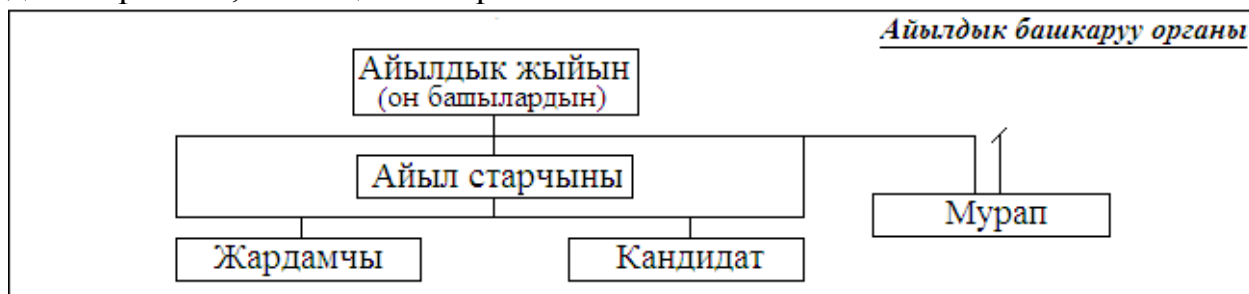 Айылдык башкаруу органы
Айылдык жыйын
(он башылардын)
Айыл старчыны
Мурап
Жардамчы
Кандидат